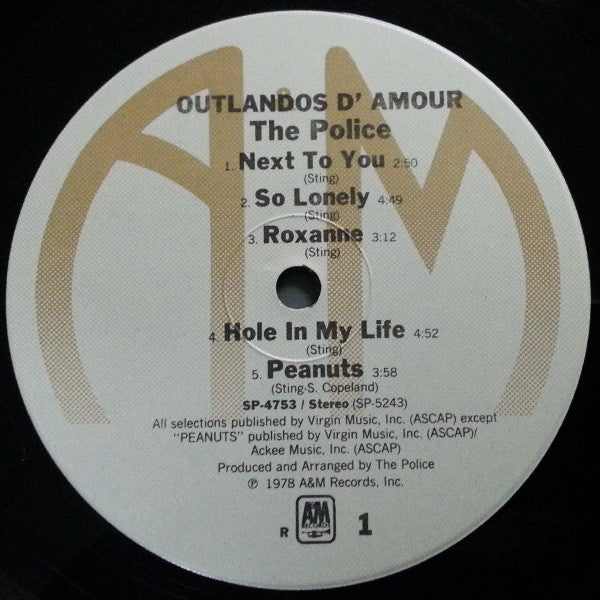 OUTLANDOS D' AMOUR
The Police
1. Next To You 2:50
(Sting)
2. So Lonely 4:49
(Sting)
3. Roxanne 3:12
(Sting)
4. Hole In My Life 4:52
(Sting)
5. Peanuts 3:58
(Sting-S. Copeland)
SP-4753 / Stereo (SP-5243)
All selections published by Virgin Music, Inc. (ASCAP) except
"PEANUTS" published by Virgin Music, Inc. (ASCAP)/
Ackee Music, Inc. (ASCAP)
Produced and Arranged by The Police
℗ 1978 A&M Records, Inc.
R A&M RECORDS 1